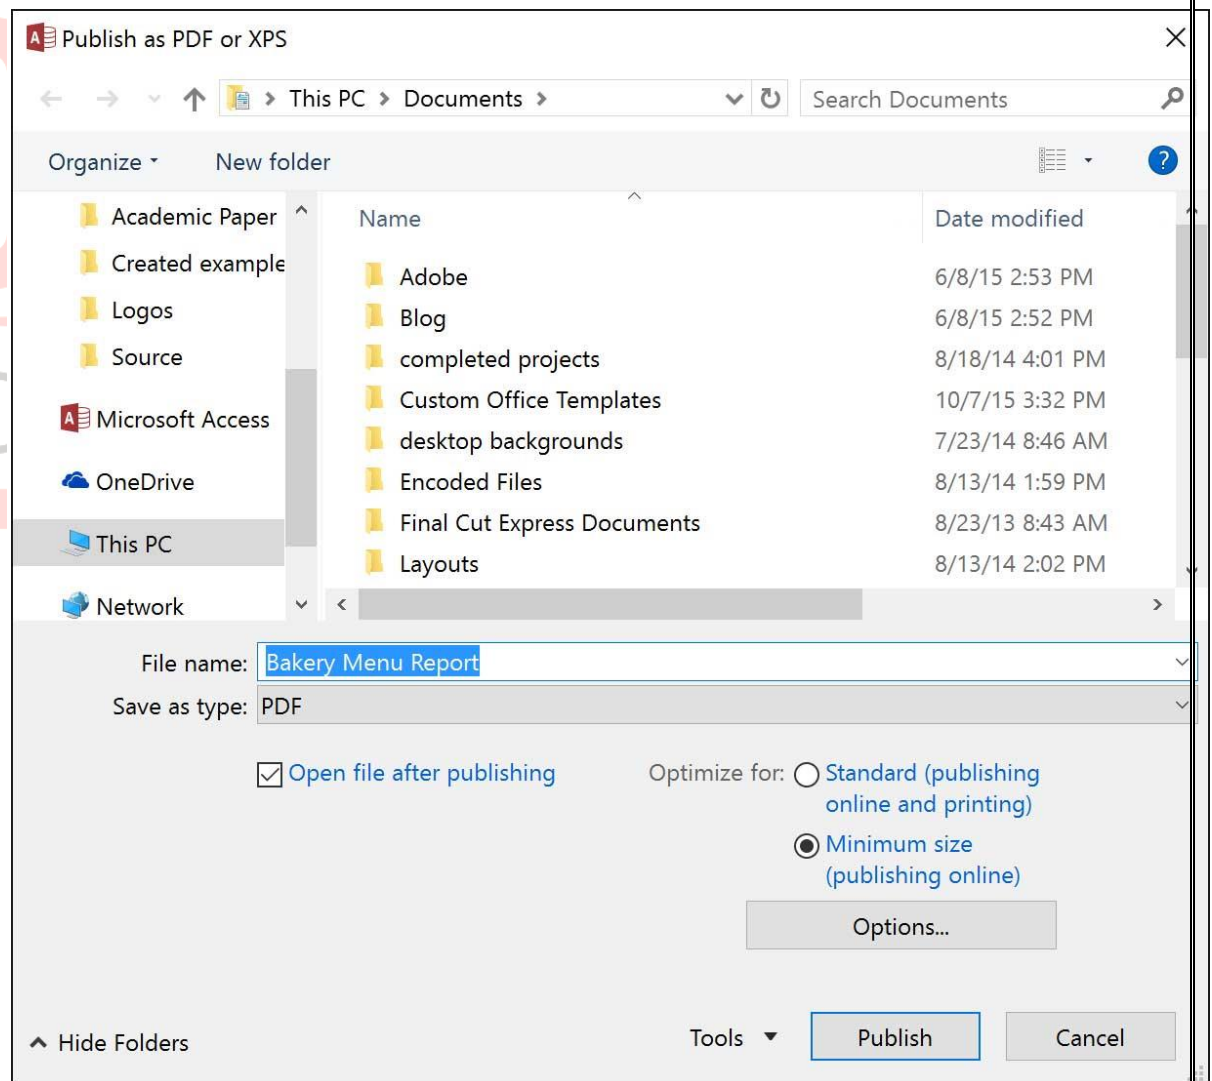 Publish as PDF or XPS
This PC > Documents >
Search Documents
Organize
New folder
Academic Paper
Created example
Logos
Source
Microsoft Access
OneDrive
This PC
Network
Name
Date modified
Adobe 6/8/15 2:53 PM
Blog 6/8/15 2:52 PM
completed projects 8/18/14 4:01 PM
Custom Office Templates 10/7/15 3:32 PM
desktop backgrounds 7/23/14 8:46 AM
Encoded Files 8/13/14 1:59 PM
Final Cut Express Documents 8/23/13 8:43 AM
Layouts 8/13/14 2:02 PM
File name: Bakery Menu Report
Save as type: PDF
Open file after publishing
Optimize for:
Standard (publishing
online and printing)
Minimum size
(publishing online)
Options...
Hide Folders
Tools
Publish
Cancel